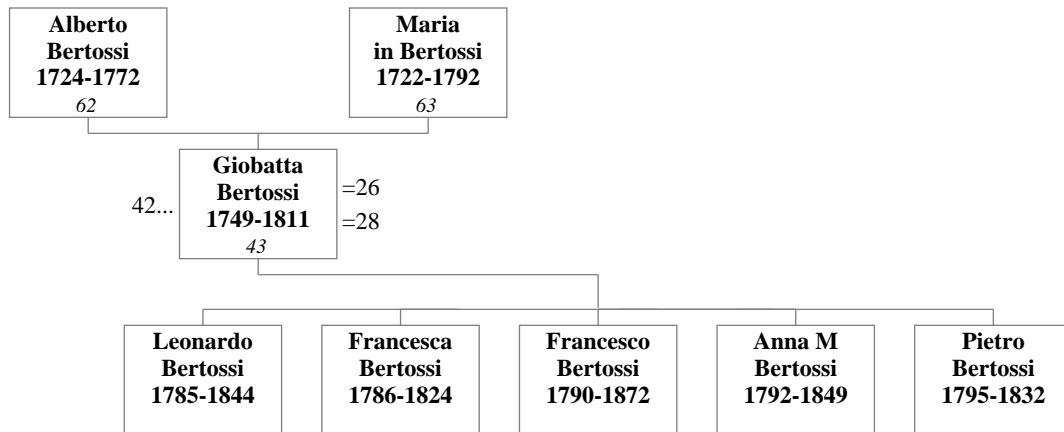 Alberto
Bertossi
1724-1772
62
Maria
in Bertossi
1722-1792
63
42...
Giobatta
Bertossi
1749-1811
43
=26
=28
Leonardo
Bertossi
1785-1844
Francesca
Bertossi
1786-1824
Francesco
Bertossi
1790-1872
Anna M
Bertossi
1792-1849
Pietro
Bertossi
1795-1832